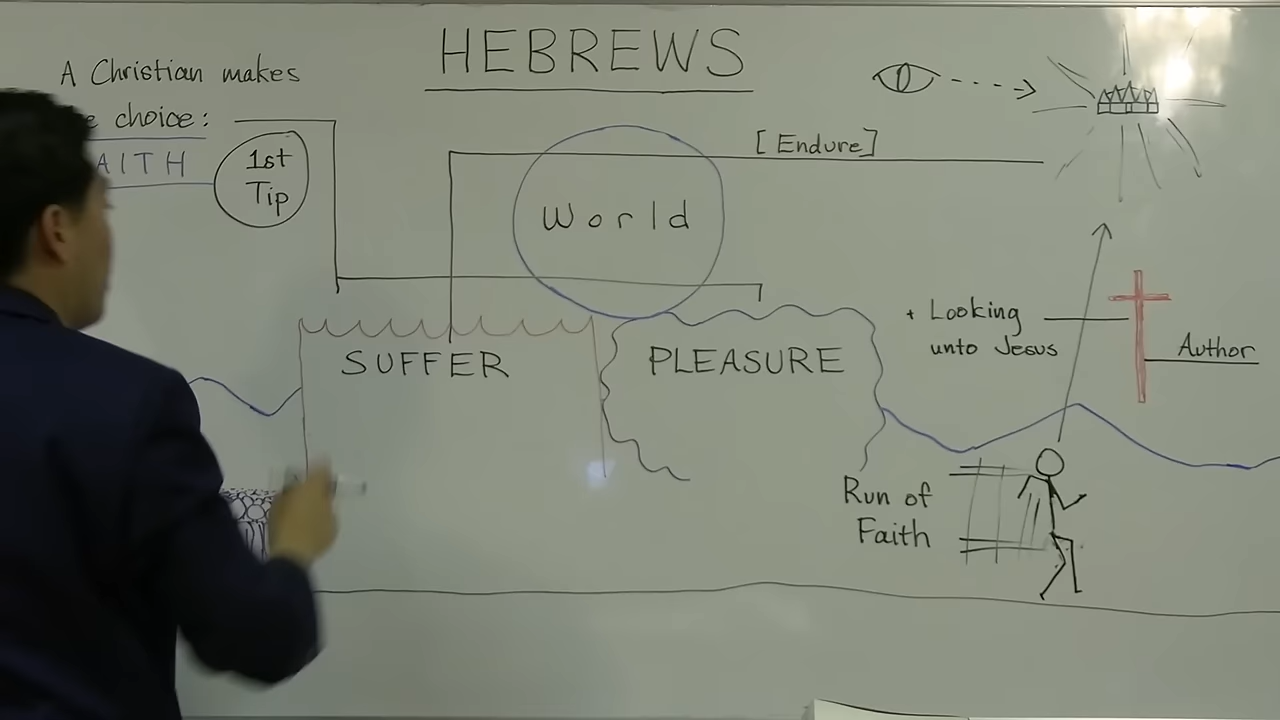 HEBREWS
A Christian makes
choice:
AITH
1st
Tip
[Endure]
World
SUFFER
PLEASURE
+ Looking
unto Jesus
Author
Run of
Faith